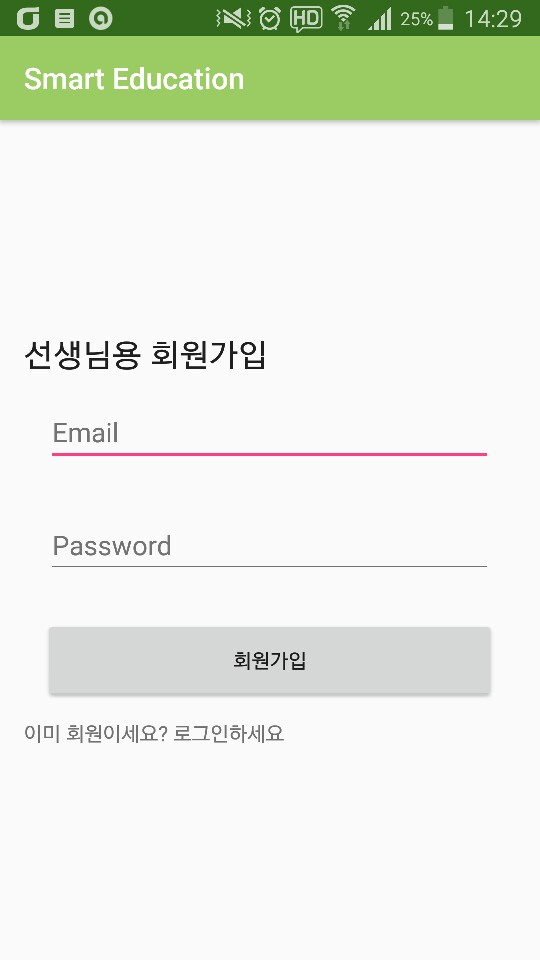 HD 25% 14:29
Smart Education
선생님용 회원가입
Email
Password
회원가입
이미 회원이세요? 로그인하세요